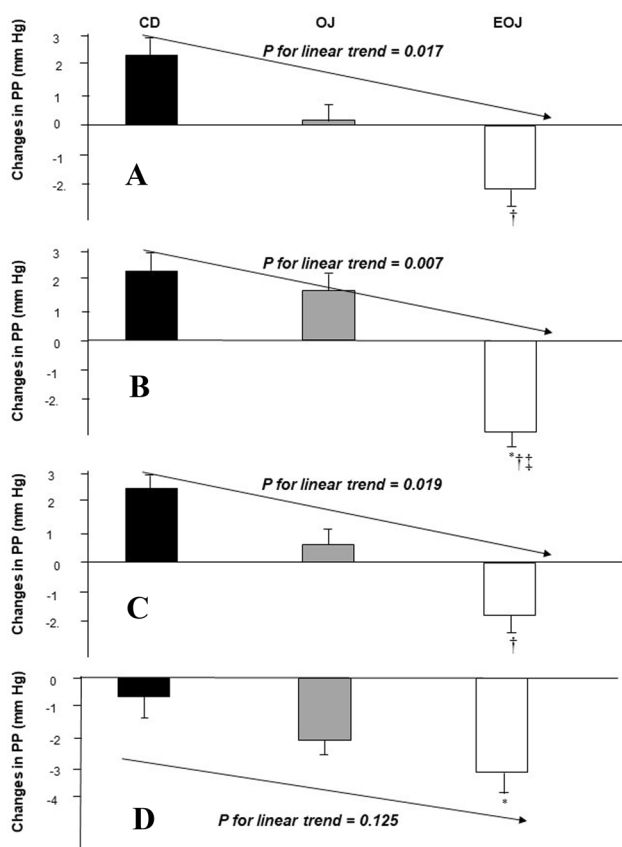 CD OJ EOJ
Changes in PP (mm Hg)
3
2
1
0
-1
-2.
P for linear trend = 0.017
A
†
Changes in PP (mm Hg)
3
2
1
0
-1
-2.
P for linear trend = 0.007
B
*†‡
Changes in PP (mm Hg)
3
2
1
0
-1
-2.
P for linear trend = 0.019
C
†
Changes in PP (mm Hg)
0
-1
-2
-3
-4
*
D
P for linear trend = 0.125